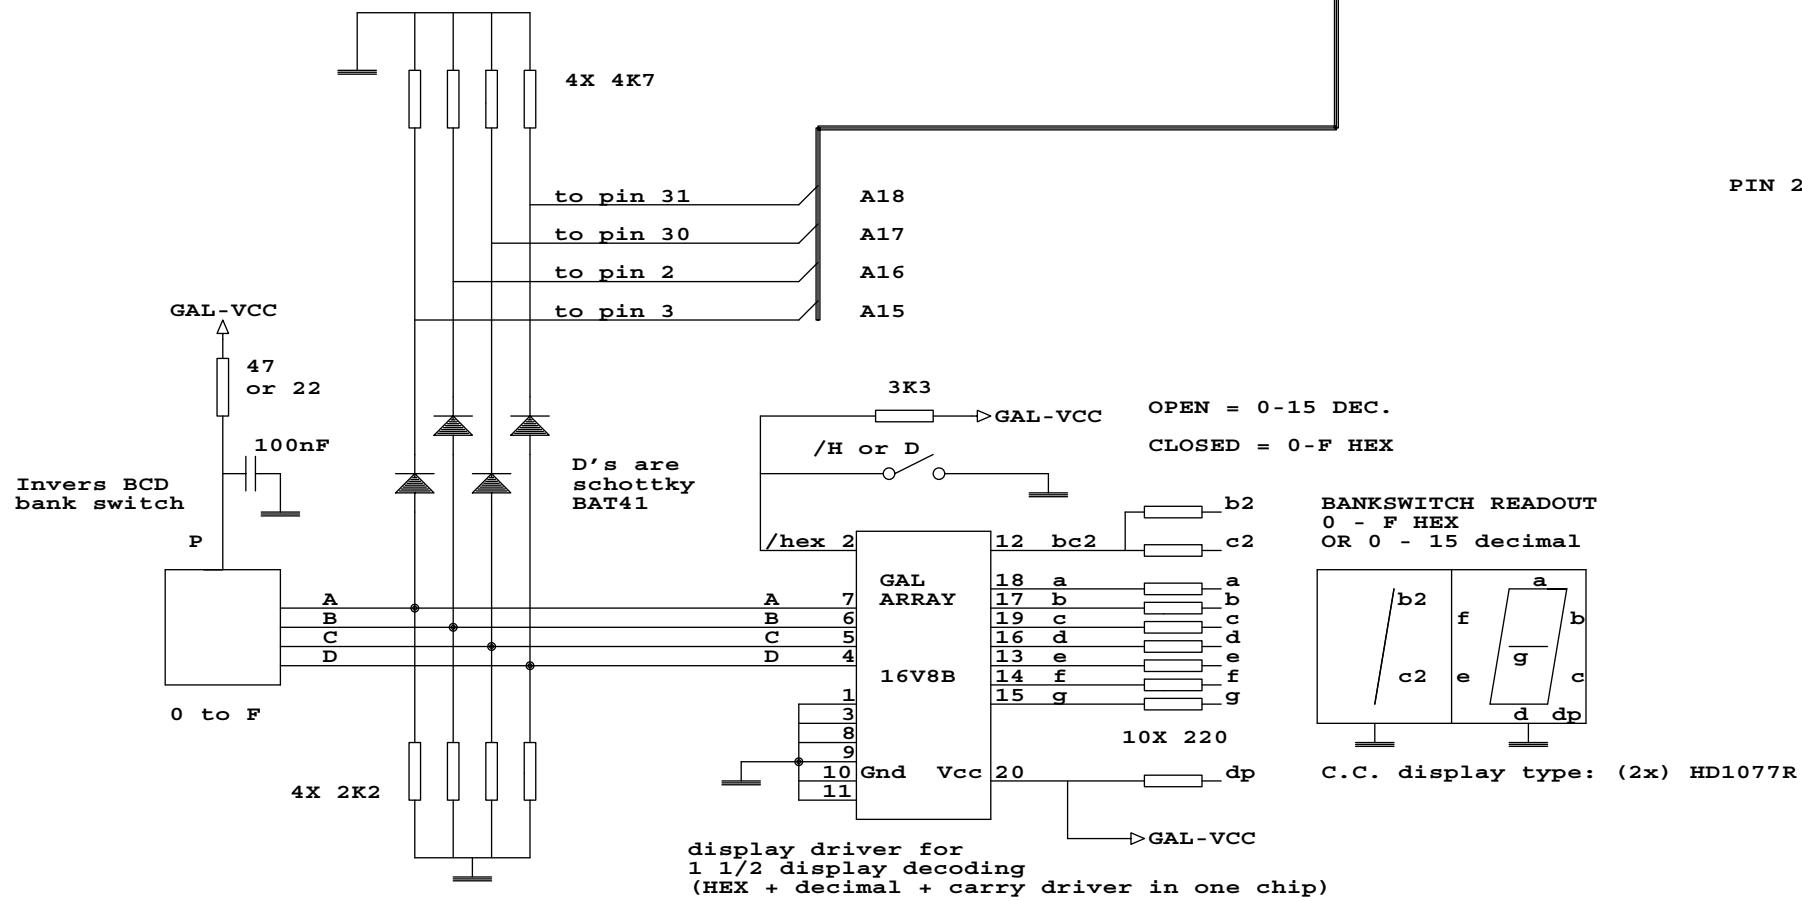 4X 4K7
to pin 31 A18
PIN 2
to pin 30 A17
to pin 2 A16
to pin 3 A15
GAL-VCC
47
or 22
100nF
Invers BCD
bank switch
P
D's are
schottky
BAT41
3K3
GAL-VCC
/H or D
OPEN = 0-15 DEC.
CLOSED = 0-F HEX
BANKSWITCH READOUT
0 - F HEX
OR 0 - 15 decimal
/hex 2
12 bc2
b2
c2
GAL
ARRAY
16V8B
A A 7
B B 6
C C 5
D D 4
18 a a
17 b b
19 c c
16 d d
13 e e
14 f f
15 g g
1
3
8
9
10 Gnd Vcc 20 dp
11
10X 220
GAL-VCC
0 to F
4X 2K2
a
b2
f
b
g
c2
e
c
d dp
C.C. display type: (2x) HD1077R
display driver for
1 1/2 display decoding
(HEX + decimal + carry driver in one chip)